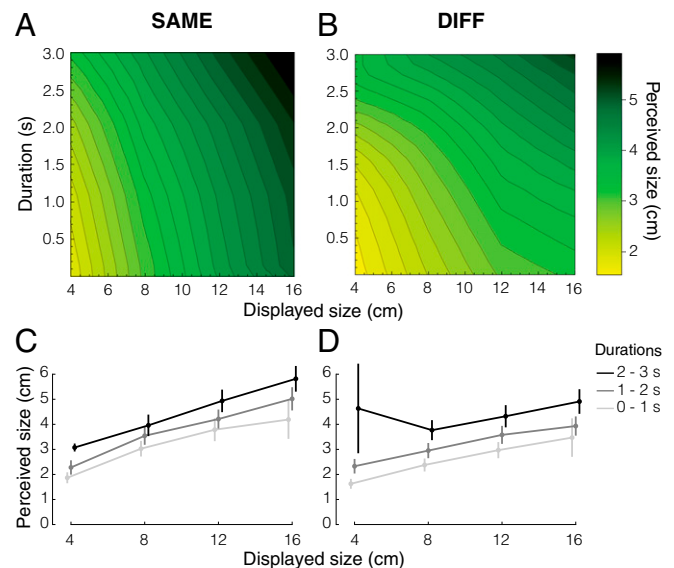 A SAME B DIFF
3.0
2.5
2.0
1.5
1.0
0.5
Duration (s)
4 6 8 10 12 14 16
3.0
2.5
2.0
1.5
1.0
0.5
4 6 8 10 12 14 16
Displayed size (cm)
5
4
3
2
Perceived size (cm)
C D
6
5
4
3
2
1
0
Perceived size (cm)
4 8 12 16
6
5
4
3
2
1
0
4 8 12 16
Displayed size (cm)
Durations
2 - 3 s
1 - 2 s
0 - 1 s